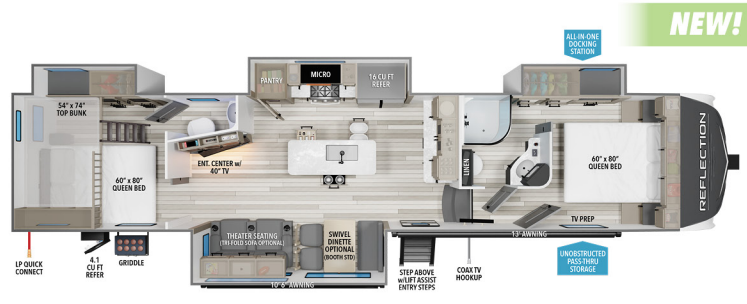 NEW!
ALL-IN-ONE
DOCKING
STATION
54" x 74"
TOP BUNK
PANTRY
MICRO
16 CU FT
REFER
60" x 80"
QUEEN BED
ENT. CENTER w/
40" TV
LINEN
60" x 80"
QUEEN BED
REFLECTION
TV PREP
THEATER SEATING
(TRI-FOLD SOFA OPTIONAL)
SWIVEL
DINETTE
OPTIONAL
(BOOTH STD)
13' AWNING
LP QUICK
CONNECT
4.1
CU FT
REFER
GRIDDLE
10' 6" AWNING
STEP ABOVE
w/LIFT ASSIST
ENTRY STEPS
COAX TV
HOOKUP
UNOBSTRUCTED
PASS-THRU
STORAGE